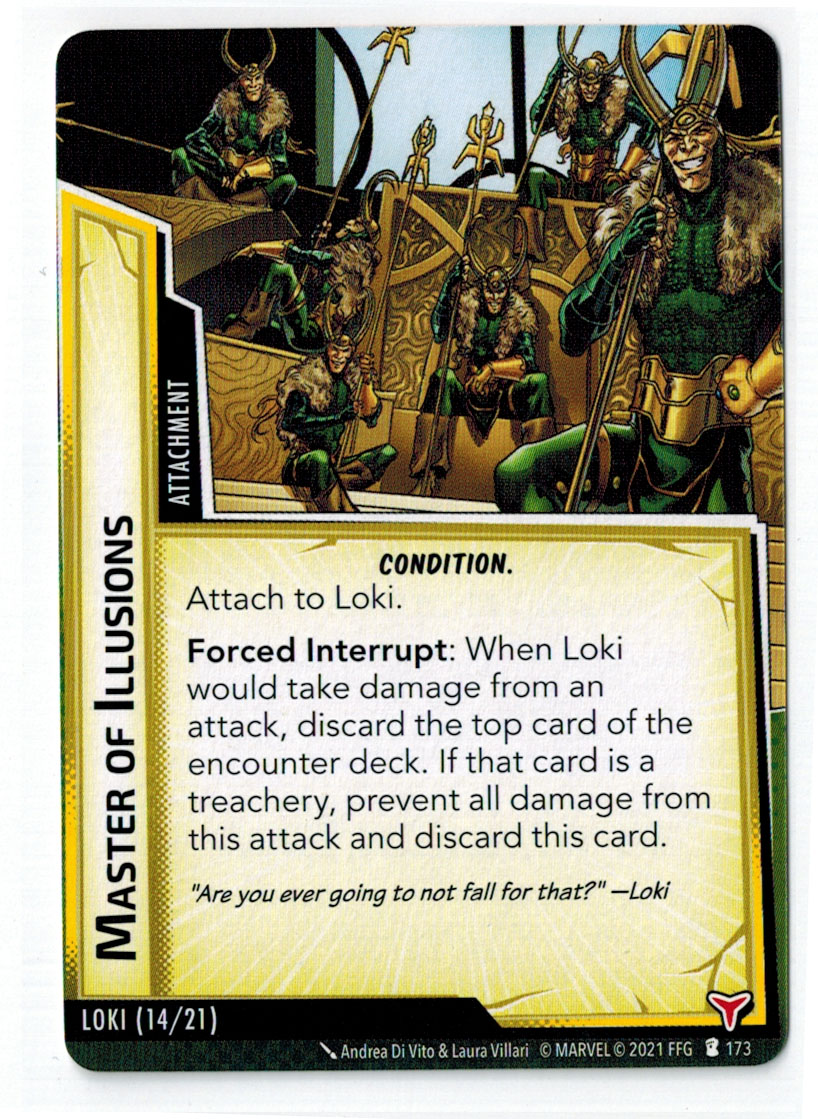 ATTACHMENT
MASTER OF ILLUSIONS
CONDITION.
Attach to Loki.
Forced Interrupt: When Loki
would take damage from an
attack, discard the top card of the
encounter deck. If that card is a
treachery, prevent all damage from
this attack and discard this card.
"Are you ever going to not fall for that?" —Loki
LOKI (14/21)
Andrea Di Vito & Laura Villari © MARVEL © 2021 FFG 173